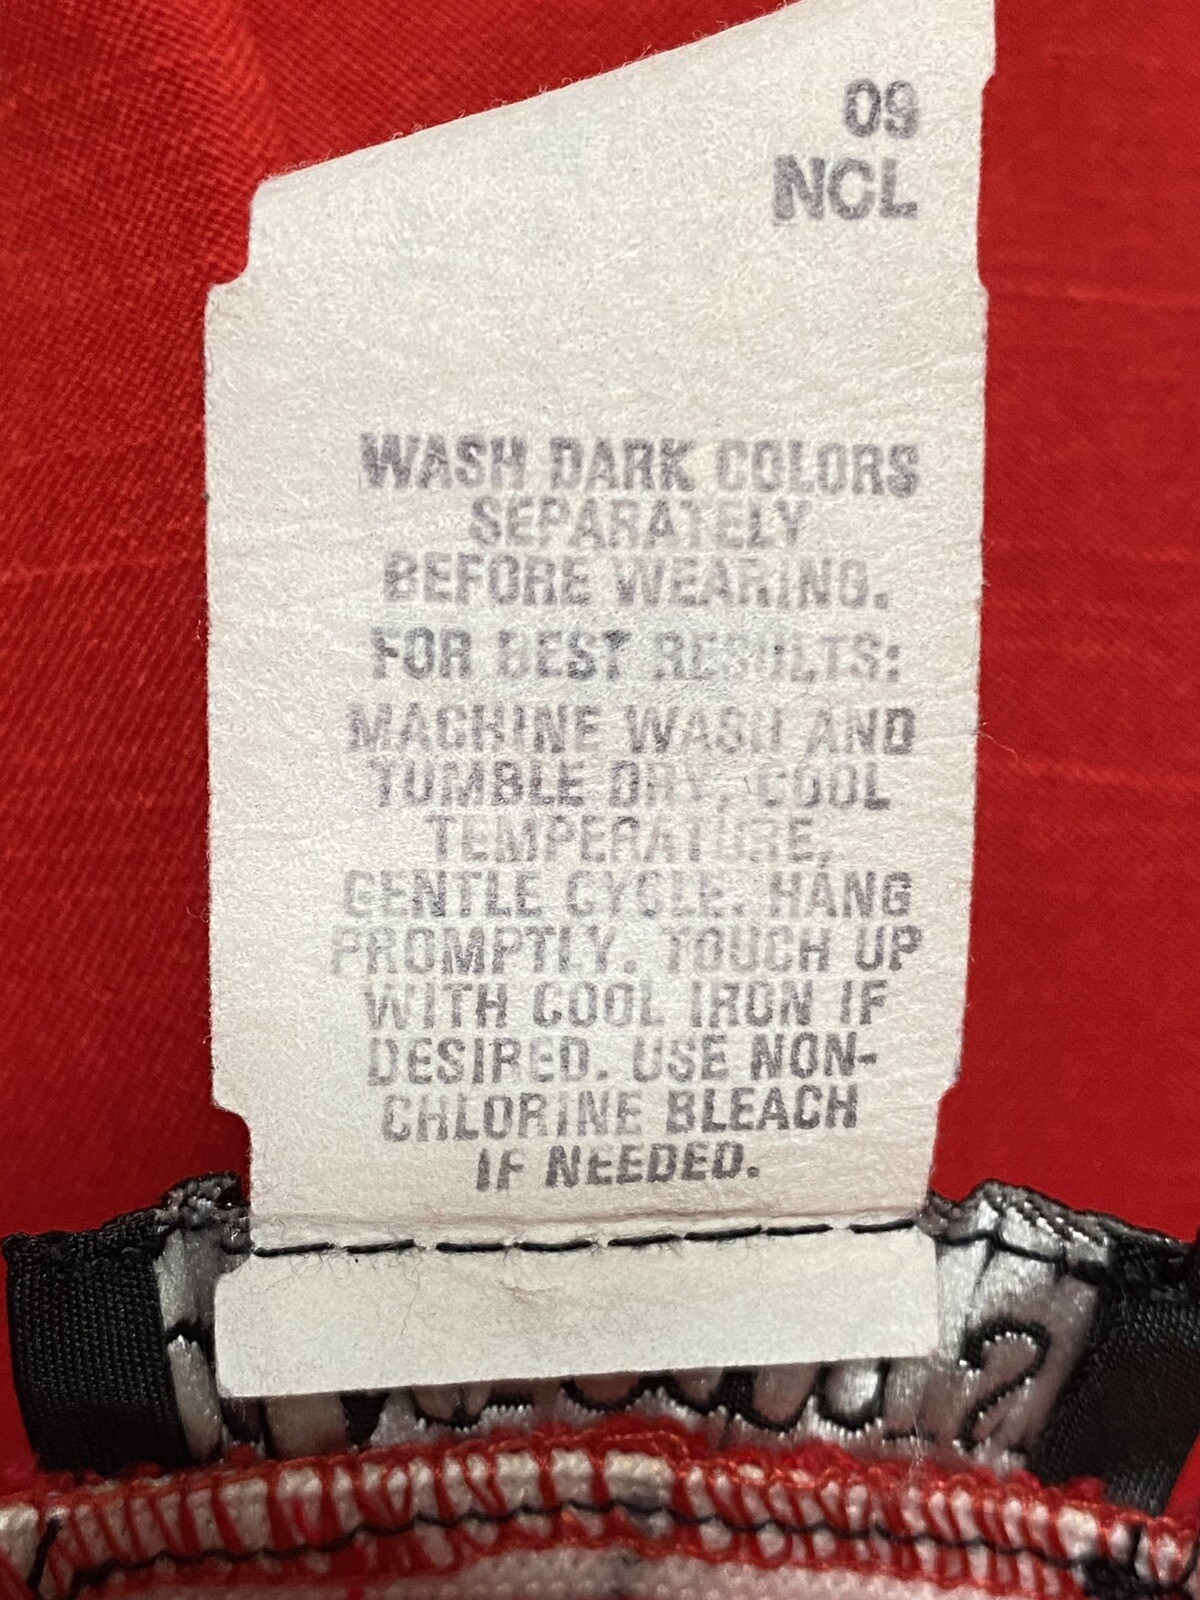 09
NCL
WASH DARK COLORS
SEPARATELY
BEFORE WEARING.
FOR BEST RESULTS:
MACHINE WASH AND
TUMBLE DRY, COOL
TEMPERATURE,
GENTLE CYCLE. HANG
PROMPTLY. TOUCH UP
WITH COOL IRON IF
DESIRED. USE NON-
CHLORINE BLEACH
IF NEEDED.